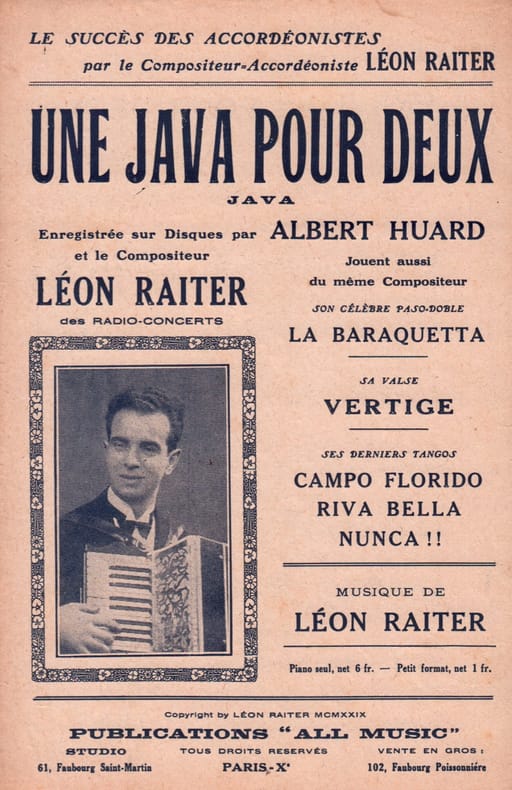 LE SUCCÈS DES ACCORDÉONISTES
par le Compositeur-Accordéoniste LÉON RAITER
UNE JAVA POUR DEUX
JAVA
Enregistrée sur Disques par ALBERT HUARD
et le Compositeur
LÉON RAITER
des RADIO-CONCERTS
Jouent aussi
du même Compositeur
SON CÉLÈBRE PASO-DOBLE
LA BARAQUETTA
SA VALSE
VERTIGE
SES DERNIERS TANGOS
CAMPO FLORIDO
RIVA BELLA
NUNCA !!
MUSIQUE DE
LÉON RAITER
Piano seul, net 6 fr. — Petit format, net 1 fr.
Copyright by LÉON RAITER MCMXXIX
PUBLICATIONS “ALL MUSIC”
STUDIO TOUS DROITS RESERVÉS VENTE EN GROS :
61, Faubourg Saint-Martin PARIS-Xᵉ 102, Faubourg Poissonnière